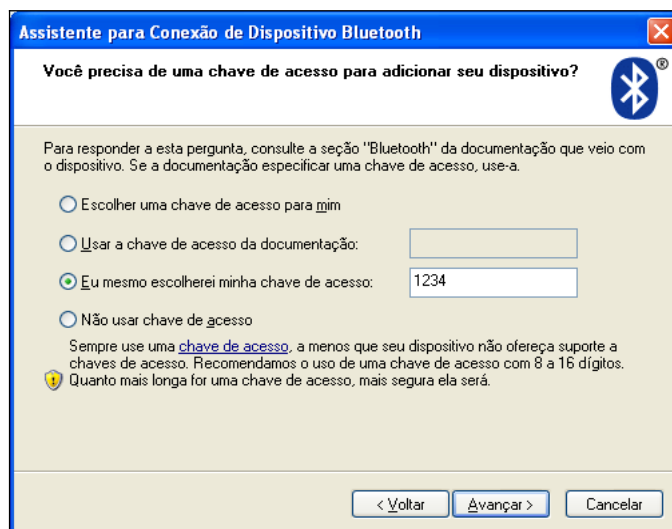 Assistente para Conexão de Dispositivo Bluetooth
Você precisa de uma chave de acesso para adicionar seu dispositivo?
®
Para responder a esta pergunta, consulte a seção "Bluetooth" da documentação que veio com
o dispositivo. Se a documentação especificar uma chave de acesso, use-a.
Escolher uma chave de acesso para mim
Usar a chave de acesso da documentação:
Eu mesmo escolherei minha chave de acesso: 1234
Não usar chave de acesso
Sempre use uma chave de acesso, a menos que seu dispositivo não ofereça suporte a
chaves de acesso. Recomendamos o uso de uma chave de acesso com 8 a 16 dígitos.
Quanto mais longa for uma chave de acesso, mais segura ela será.
< Voltar Avançar > Cancelar